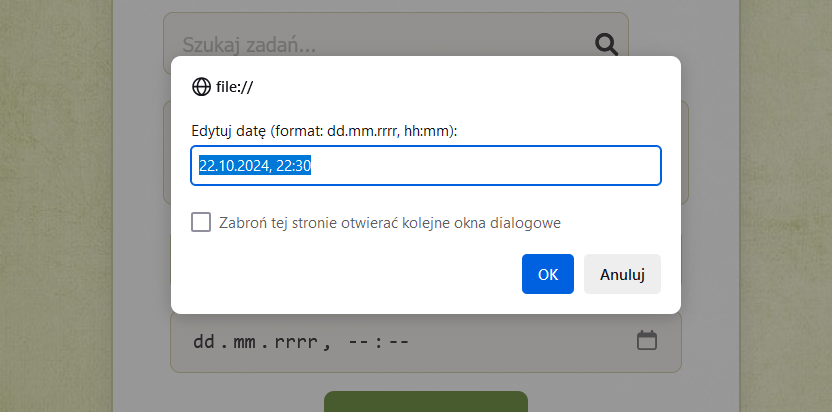 Szukaj zadań...
file://
Edytuj datę (format: dd.mm.rrrr, hh:mm):
22.10.2024, 22:30
Zabroń tej stronie otwierać kolejne okna dialogowe
OK Anuluj
dd.mm.rrrr, --:--